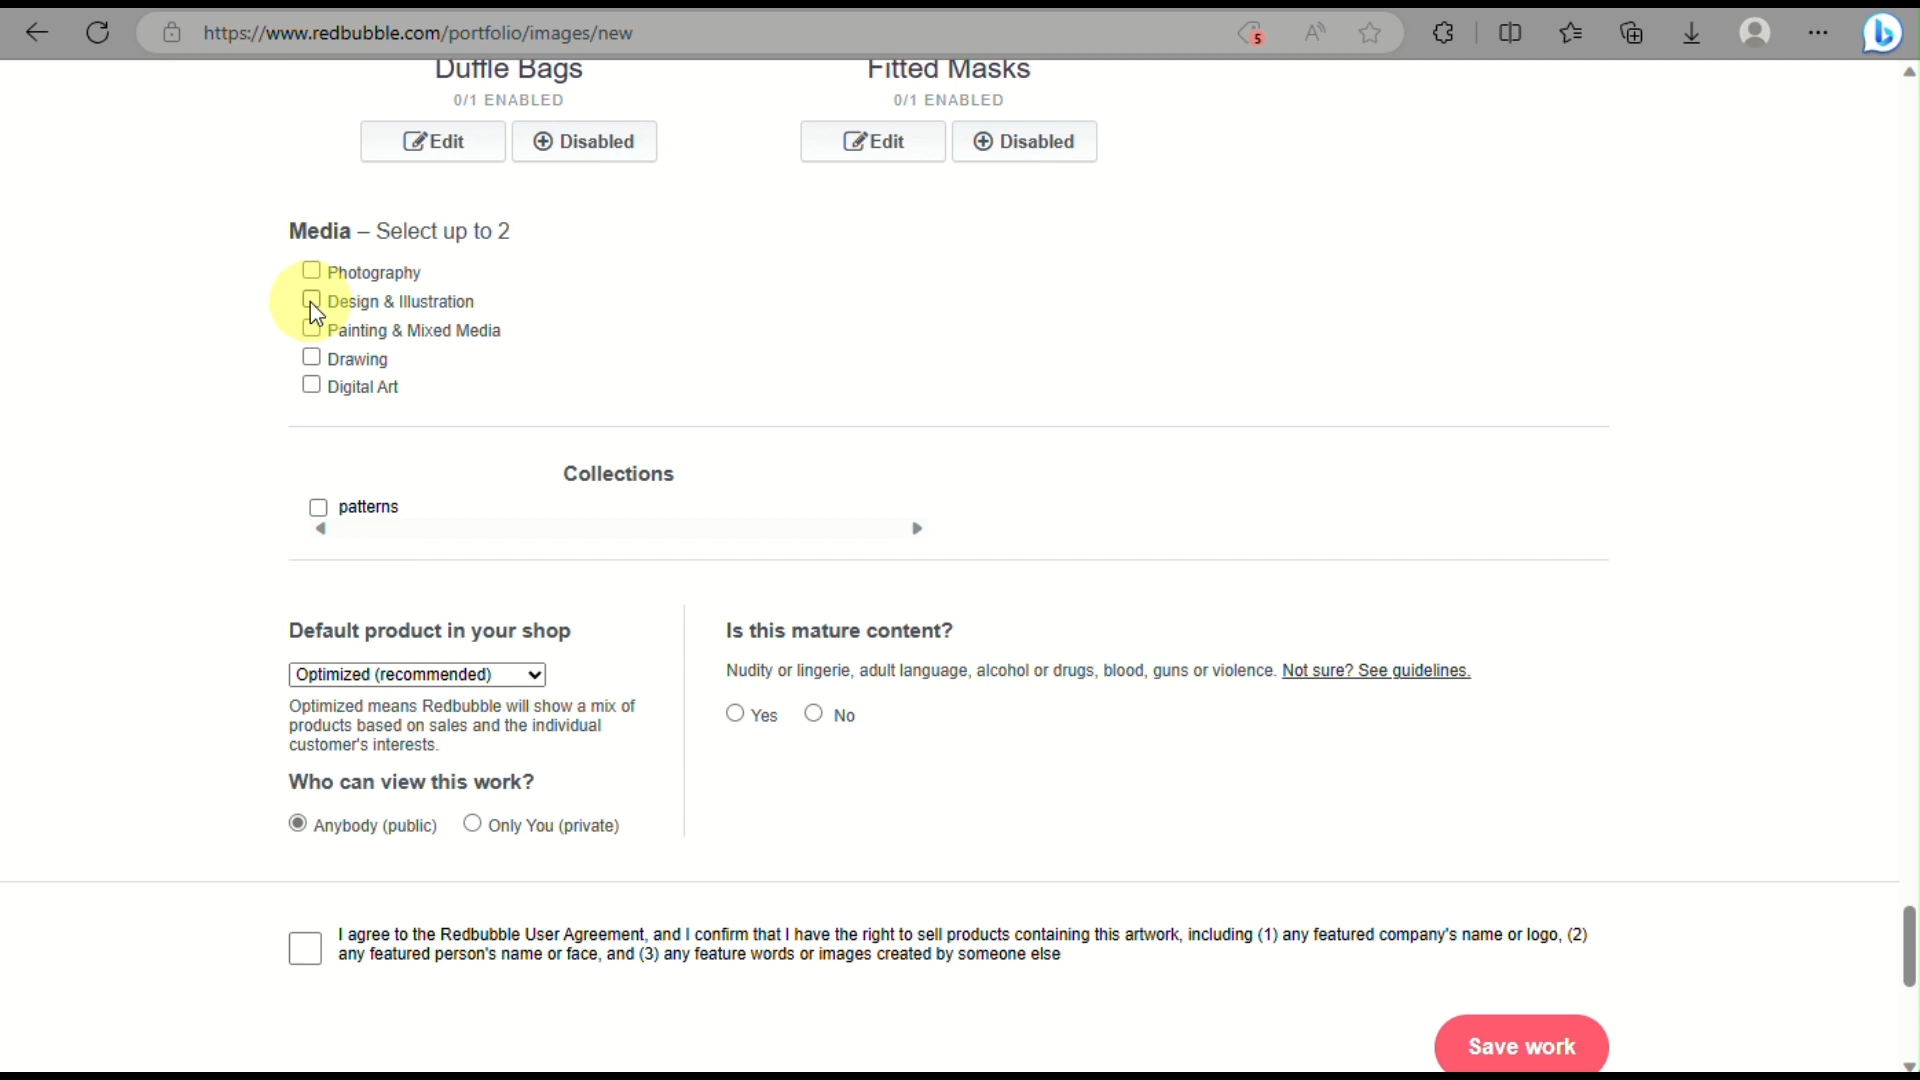 https://www.redbubble.com/portfolio/images/new
5
Duffle Bags
Fitted Masks
0/1 ENABLED
0/1 ENABLED
Edit
Disabled
Edit
Disabled
Media – Select up to 2
Photography
Design & Illustration
Painting & Mixed Media
Drawing
Digital Art
Collections
patterns
Default product in your shop
Optimized (recommended)
Optimized means Redbubble will show a mix of
products based on sales and the individual
customer's interests.
Who can view this work?
Anybody (public)
Only You (private)
Is this mature content?
Nudity or lingerie, adult language, alcohol or drugs, blood, guns or violence. Not sure? See guidelines.
Yes
No
I agree to the Redbubble User Agreement, and I confirm that I have the right to sell products containing this artwork, including (1) any featured company's name or logo, (2)
any featured person's name or face, and (3) any feature words or images created by someone else
Save work